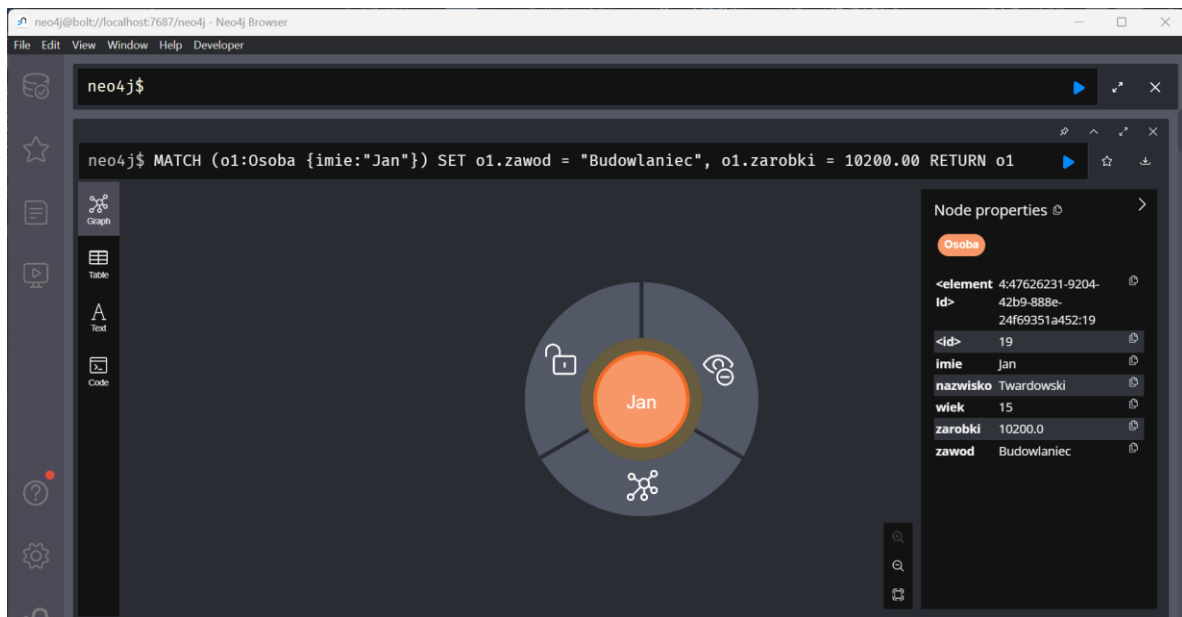 neo4j@bolt://localhost:7687/neo4j - Neo4j Browser
File Edit View Window Help Developer
neo4j$
neo4j$ MATCH (o1:Osoba {imie:"Jan"}) SET o1.zawod = "Budowlaniec", o1.zarobki = 10200.00 RETURN o1
Graph
Table
Text
Code
Jan
Node properties
Osoba
<element 4:47626231-9204-
Id> 42b9-888e-
24f69351a452:19
<id> 19
imie Jan
nazwisko Twardowski
wiek 15
zarobki 10200.0
zawod Budowlaniec